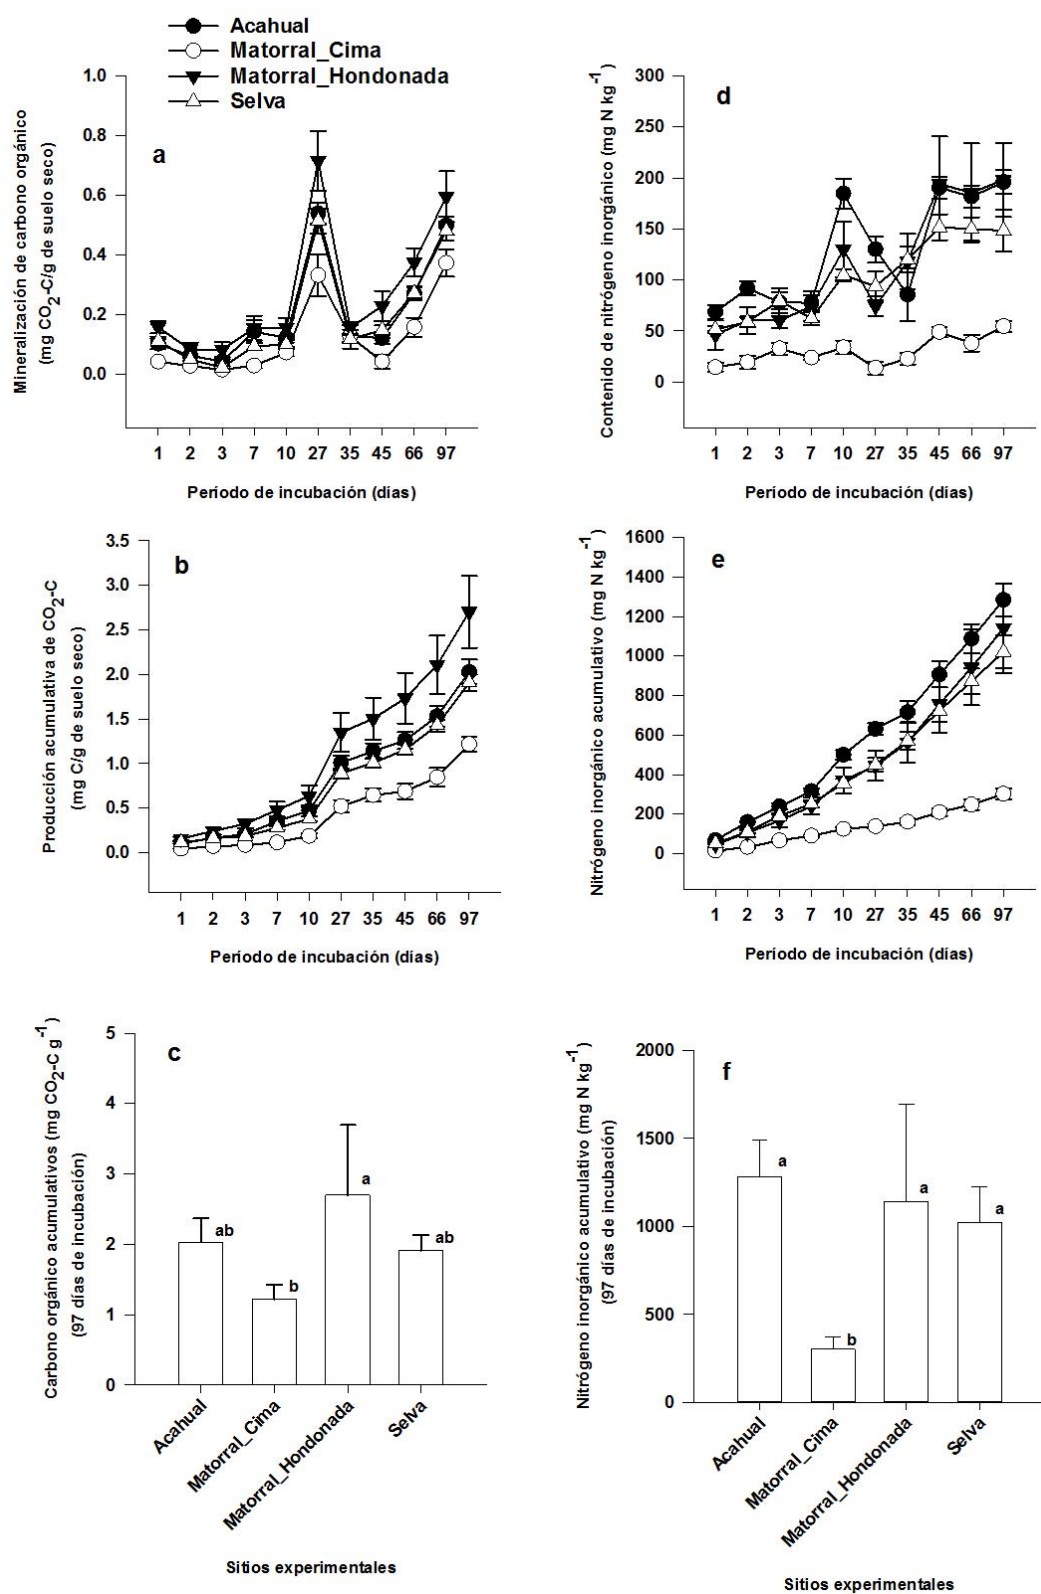 Acahual
Matorral_Cima
Matorral_Hondonada
Selva
a
Mineralización de carbono orgánico
(mg CO2-C/g de suelo seco)
1.0
0.8
0.6
0.4
0.2
0.0
1 2 3 7 10 27 35 45 66 97
Período de incubación (días)
d
Contenido de nitrógeno inorgánico (mg N kg-1)
300
250
200
150
100
50
0
1 2 3 7 10 27 35 45 66 97
Período de incubación (días)
b
Producción acumulativa de CO2-C
(mg C/g de suelo seco)
3.5
3.0
2.5
2.0
1.5
1.0
0.5
0.0
1 2 3 7 10 27 35 45 66 97
Período de incubación (días)
e
Nitrógeno inorgánico acumulativo (mg N kg-1)
1600
1400
1200
1000
800
600
400
200
0
1 2 3 7 10 27 35 45 66 97
Período de incubación (días)
c
Carbono orgánico acumulativos (mg CO2-C g-1)
(97 días de incubación)
5
4
3
2
1
0
ab
b
a
ab
Acahual
Matorral_Cima
Matorral_Hondonada
Selva
Sitios experimentales
f
Nitrógeno inorgánico acumulativo (mg N kg-1)
(97 días de incubación)
2000
1500
1000
500
0
a
b
a
a
Acahual
Matorral_Cima
Matorral_Hondonada
Selva
Sitios experimentales